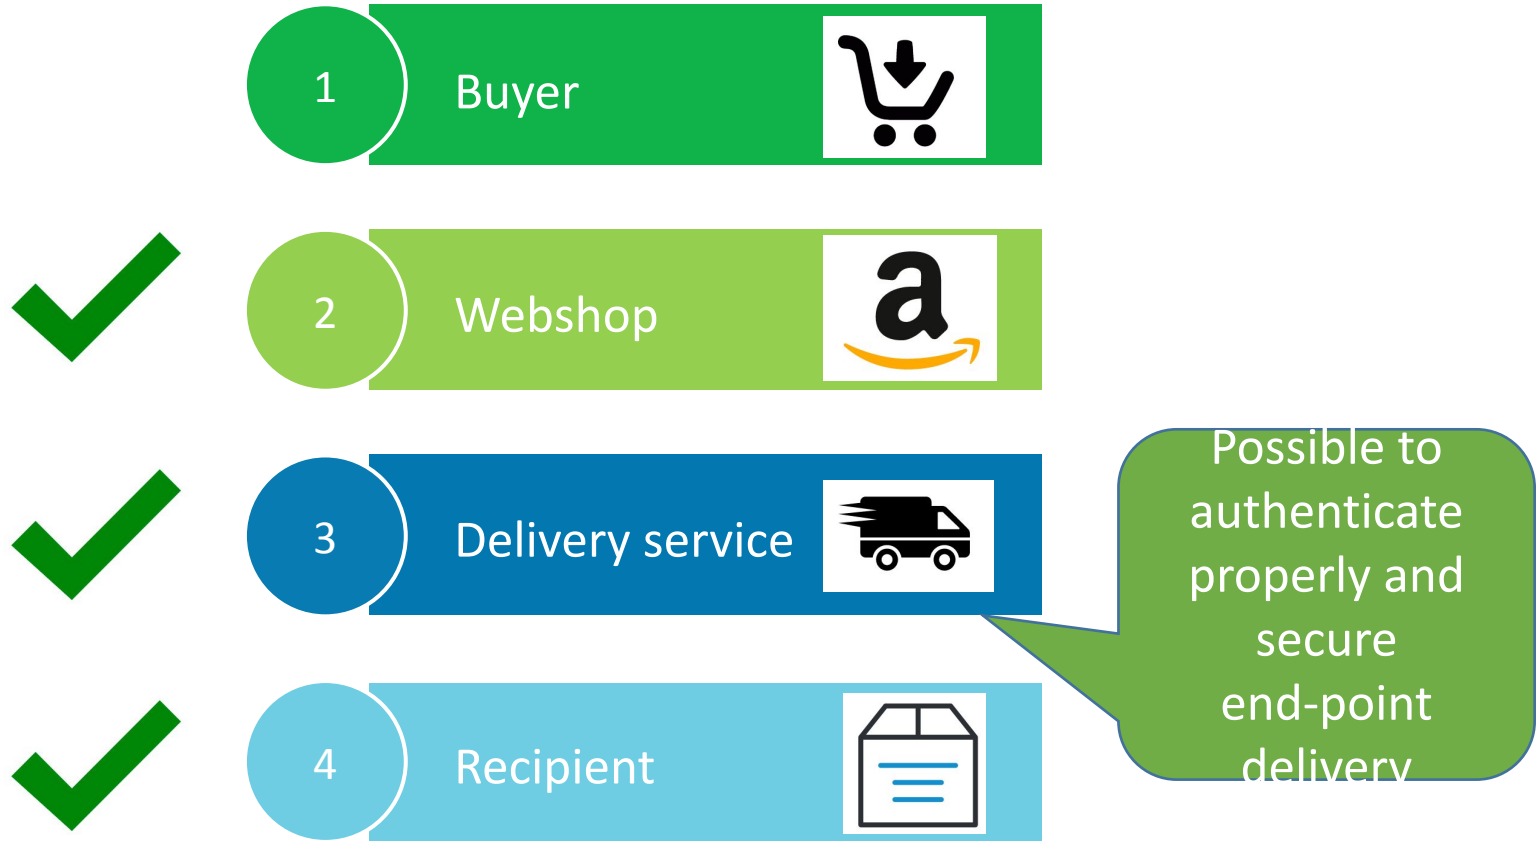 1
Buyer
2
Webshop
a
3
Delivery service
4
Recipient
Possible to
authenticate
properly and
secure
end-point
delivery